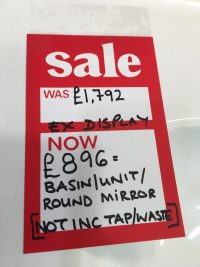 sale
WAS £1,792
EX DISPLAY
NOW
£896=
BASIN/UNIT/
ROUND MIRROR
[NOT INC TAP/WASTE]